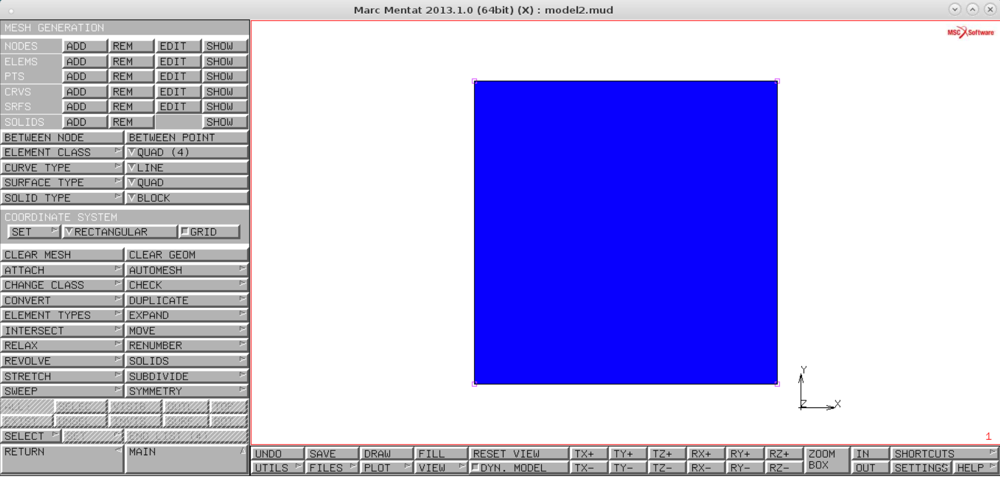 Marc Mentat 2013.1.0 (64bit) (X) : model2.mud
MESH GENERATION
NODES ADD REM EDIT SHOW
ELEMS ADD REM EDIT SHOW
PTS ADD REM EDIT SHOW
CRVS ADD REM EDIT SHOW
SRFS ADD REM EDIT SHOW
SOLIDS ADD REM SHOW
BETWEEN NODE BETWEEN POINT
ELEMENT CLASS QUAD (4)
CURVE TYPE LINE
SURFACE TYPE QUAD
SOLID TYPE BLOCK
COORDINATE SYSTEM
SET RECTANGULAR GRID
CLEAR MESH CLEAR GEOM
ATTACH AUTOMESH
CHANGE CLASS CHECK
CONVERT DUPLICATE
ELEMENT TYPES EXPAND
INTERSECT MOVE
RELAX RENUMBER
REVOLVE SOLIDS
STRETCH SUBDIVIDE
SWEEP SYMMETRY
ALL: SELEC VISIB OUTL TOP
EXIST UNSEL INVIS SURF BOT
SELECT SET END LIST (#)
RETURN MAIN
MSC Software
Y
Z X
1
UNDO SAVE DRAW FILL RESET VIEW TX+ TY+ TZ+ RX+ RY+ RZ+ ZOOM IN SHORTCUTS
UTILS FILES PLOT VIEW DYN. MODEL TX- TY- TZ- RX- RY- RZ- BOX OUT SETTINGS HELP